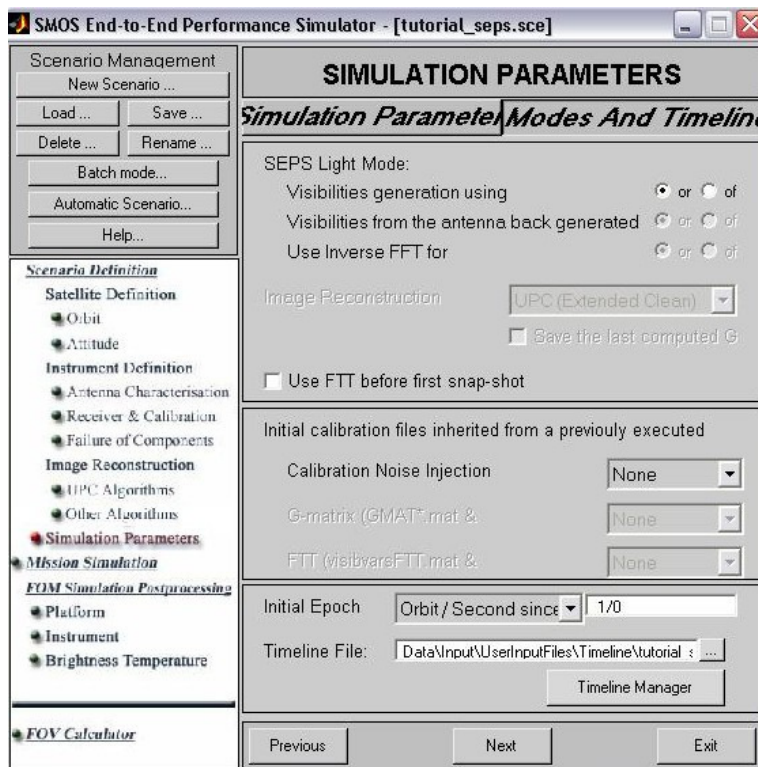 SMOS End-to-End Performance Simulator - [tutorial_seps.sce]
Scenario Management
New Scenario ...
Load ...
Save ...
Delete ...
Rename ...
Batch mode...
Automatic Scenario...
Help...
Scenario Definition
Satellite Definition
Orbit
Attitude
Instrument Definition
Antenna Characterisation
Receiver & Calibration
Failure of Components
Image Reconstruction
UPC Algorithms
Other Algorithms
Simulation Parameters
Mission Simulation
FOM Simulation Postprocessing
Platform
Instrument
Brightness Temperature
FOV Calculator
SIMULATION PARAMETERS
Simulation Parameter
Modes And Timeline
SEPS Light Mode:
Visibilities generation using or of
Visibilities from the antenna back generated or of
Use Inverse FFT for or of
Image Reconstruction UPC (Extended Clean)
Save the last computed G
Use FTT before first snap-shot
Initial calibration files inherited from a previouly executed
Calibration Noise Injection None
G-matrix (GMAT*.mat & None
FTT (visibvarsFTT.mat & None
Initial Epoch Orbit / Second since 1/0
Timeline File: Data\Input\UserInputFiles\Timeline\tutorial_s ...
Timeline Manager
Previous
Next
Exit